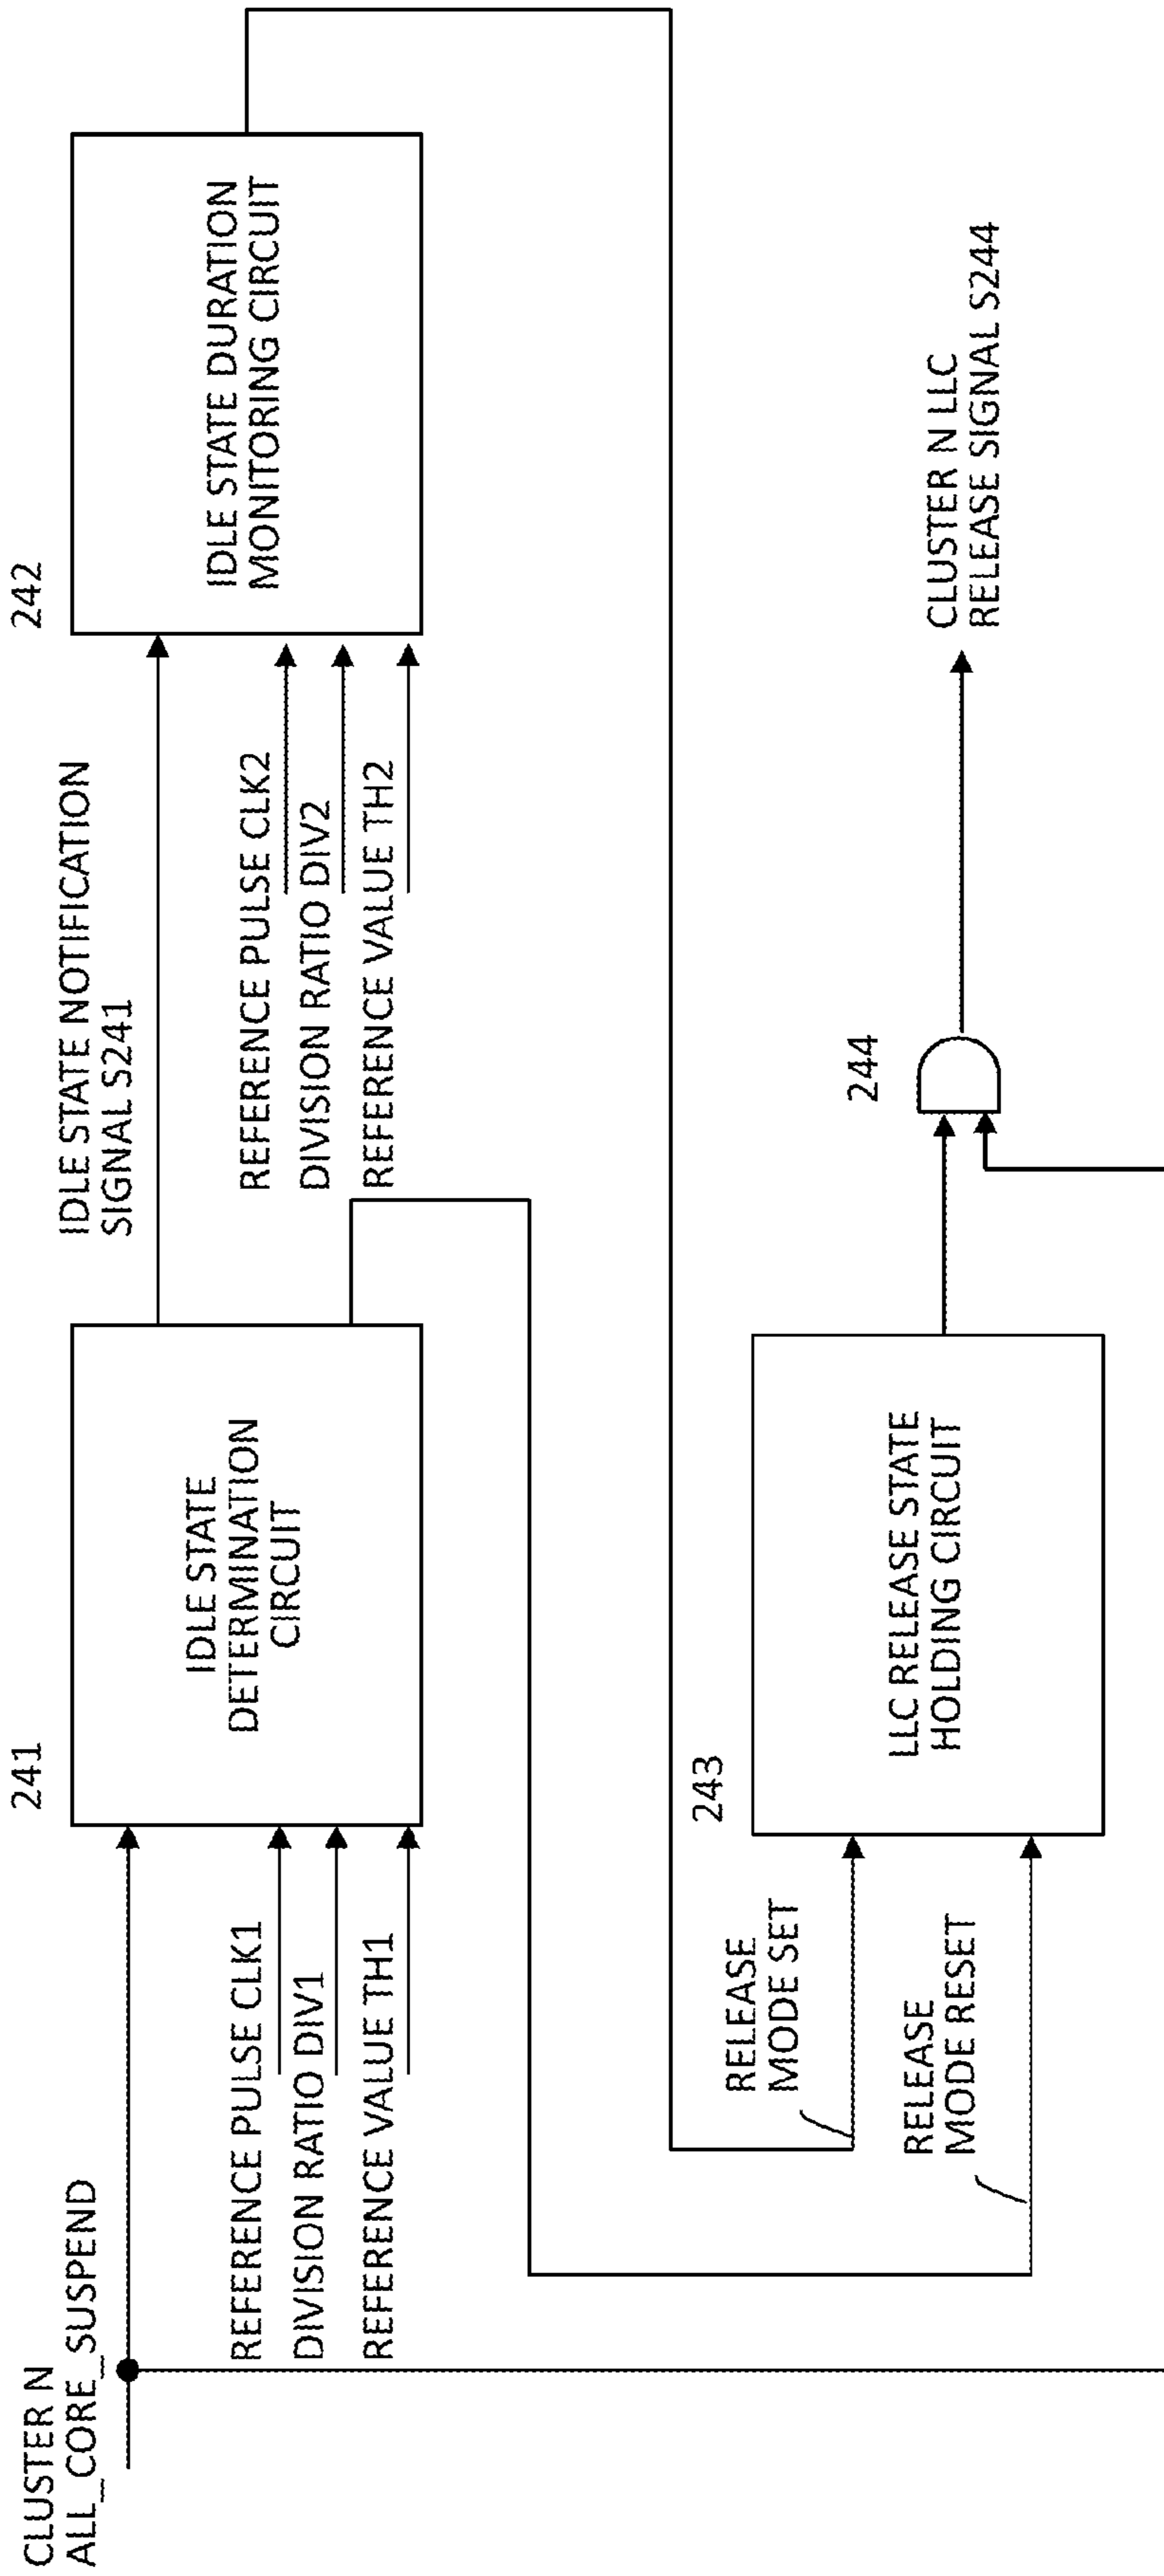 CLUSTER N
ALL_CORE_SUSPEND
241
IDLE STATE
DETERMINATION
CIRCUIT
REFERENCE PULSE CLK1
DIVISION RATIO DIV1
REFERENCE VALUE TH1
IDLE STATE NOTIFICATION
SIGNAL S241
242
IDLE STATE DURATION
MONITORING CIRCUIT
REFERENCE PULSE CLK2
DIVISION RATIO DIV2
REFERENCE VALUE TH2
RELEASE
MODE SET
RELEASE
MODE RESET
243
LLC RELEASE STATE
HOLDING CIRCUIT
244
CLUSTER N LLC
RELEASE SIGNAL S244